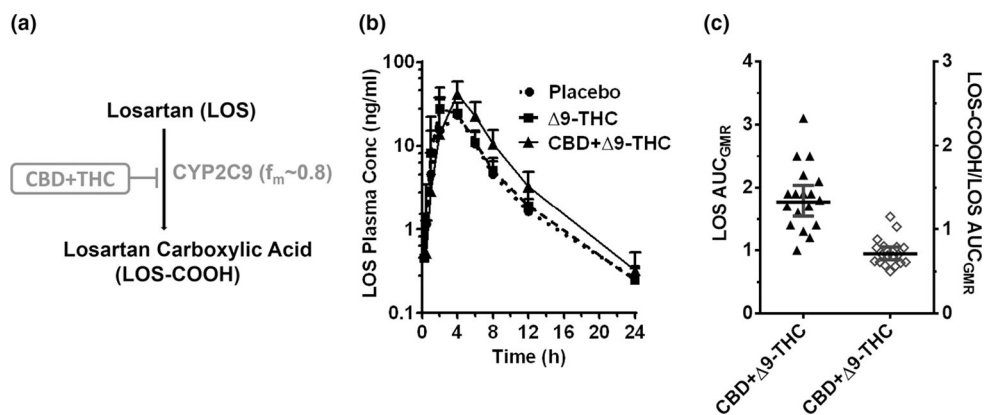 (a)
Losartan (LOS)
CBD+THC
CYP2C9 (fm~0.8)
Losartan Carboxylic Acid
(LOS-COOH)
(b)
LOS Plasma Conc (ng/ml)
100
10
1
0.1
Placebo
Δ9-THC
CBD+Δ9-THC
0 4 8 12 16 20 24
Time (h)
(c)
LOS AUCGMR
4
3
2
1
0
3
2
1
0
LOS-COOH/LOS AUCGMR
CBD+Δ9-THC
CBD+Δ9-THC